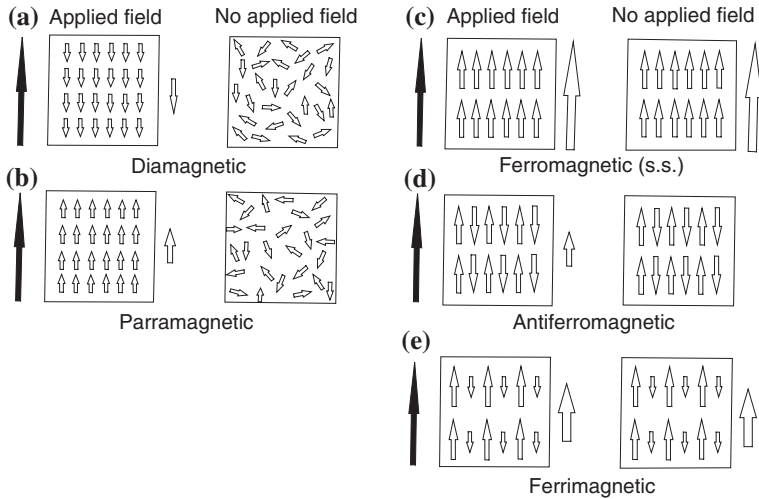 (a) Applied field No applied field
Diamagnetic
(b)
Parramagnetic
(c) Applied field No applied field
Ferromagnetic (s.s.)
(d)
Antiferromagnetic
(e)
Ferrimagnetic